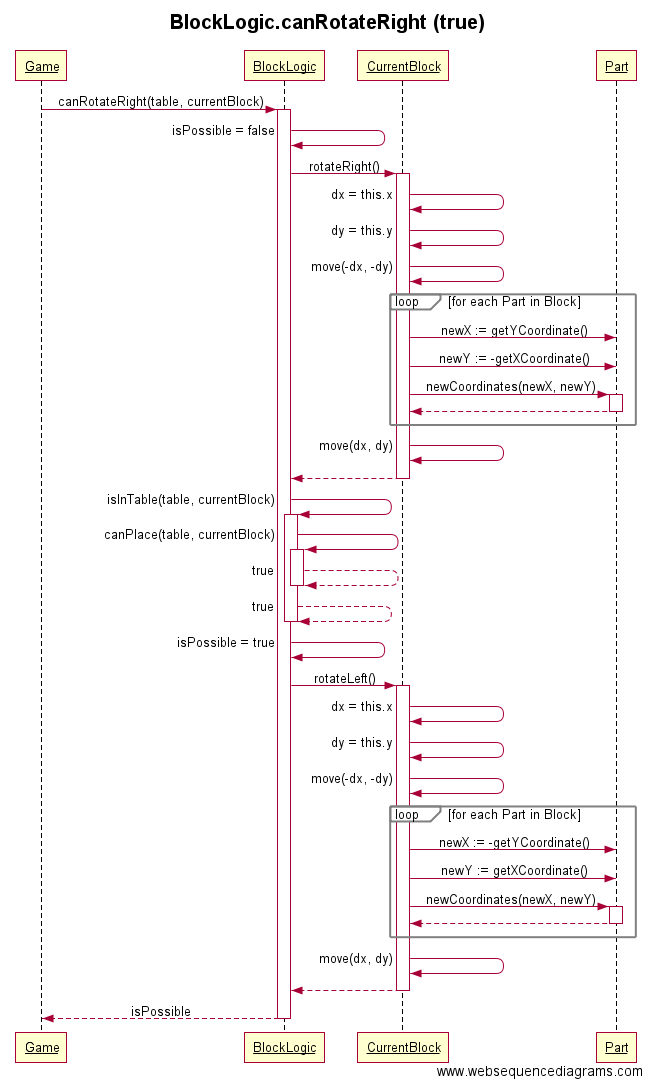 BlockLogic.canRotateRight (true)
Game BlockLogic CurrentBlock Part
canRotateRight(table, currentBlock)
isPossible = false
rotateRight()
dx = this.x
dy = this.y
move(-dx, -dy)
loop [for each Part in Block]
newX := getYCoordinate()
newY := -getXCoordinate()
newCoordinates(newX, newY)
move(dx, dy)
isInTable(table, currentBlock)
canPlace(table, currentBlock)
true
true
isPossible = true
rotateLeft()
dx = this.x
dy = this.y
move(-dx, -dy)
loop [for each Part in Block]
newX := -getYCoordinate()
newY := getXCoordinate()
newCoordinates(newX, newY)
move(dx, dy)
isPossible
Game BlockLogic CurrentBlock Part
www.websequencediagrams.com